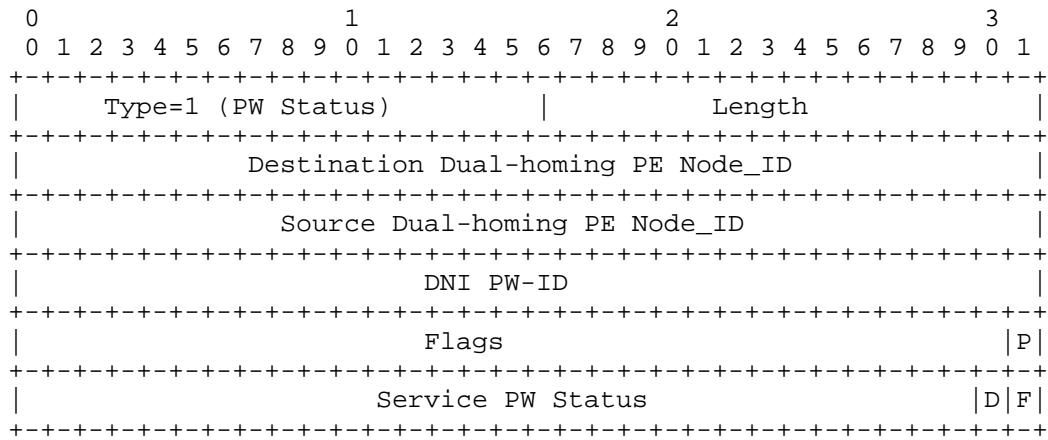 0                   1                   2                   3
 0 1 2 3 4 5 6 7 8 9 0 1 2 3 4 5 6 7 8 9 0 1 2 3 4 5 6 7 8 9 0 1
+-+-+-+-+-+-+-+-+-+-+-+-+-+-+-+-+-+-+-+-+-+-+-+-+-+-+-+-+-+-+-+-+
|     Type=1 (PW Status)         |          Length              |
+-+-+-+-+-+-+-+-+-+-+-+-+-+-+-+-+-+-+-+-+-+-+-+-+-+-+-+-+-+-+-+-+
|              Destination Dual-homing PE Node_ID               |
+-+-+-+-+-+-+-+-+-+-+-+-+-+-+-+-+-+-+-+-+-+-+-+-+-+-+-+-+-+-+-+-+
|                Source Dual-homing PE Node_ID                  |
+-+-+-+-+-+-+-+-+-+-+-+-+-+-+-+-+-+-+-+-+-+-+-+-+-+-+-+-+-+-+-+-+
|                         DNI PW-ID                             |
+-+-+-+-+-+-+-+-+-+-+-+-+-+-+-+-+-+-+-+-+-+-+-+-+-+-+-+-+-+-+-+-+
|                         Flags                               |P|
+-+-+-+-+-+-+-+-+-+-+-+-+-+-+-+-+-+-+-+-+-+-+-+-+-+-+-+-+-+-+-+-+
|                      Service PW Status                    |D|F|
+-+-+-+-+-+-+-+-+-+-+-+-+-+-+-+-+-+-+-+-+-+-+-+-+-+-+-+-+-+-+-+-+